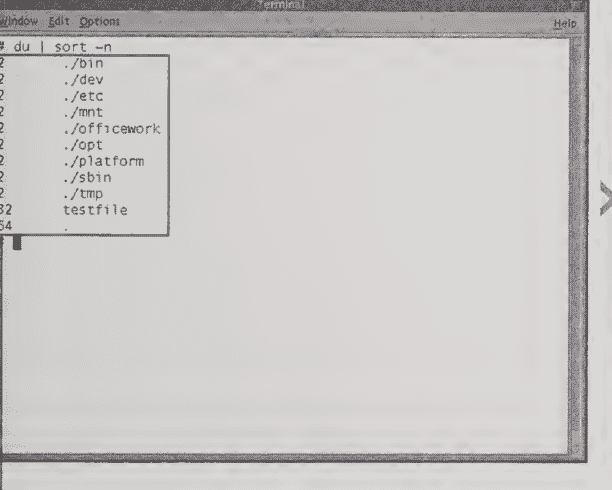 Terminal
Window Edit Options Help
# du | sort -n
2 ./bin
2 ./dev
2 ./etc
2 ./mnt
2 ./officework
2 ./opt
2 ./platform
2 ./sbin
2 ./tmp
32 testfile
54 .